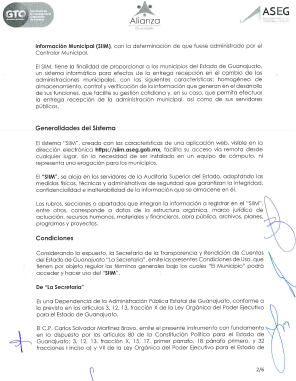 GTO
Alianza
ASEG
Información Municipal (SIIM), con la determinación de que fuese administrada por el
Contralor Municipal.
El SIIM, tiene la finalidad de proporcionar a los municipios del Estado de Guanajuato,
un sistema informático para efectos de la entrega recepción en el cambio de las
administraciones municipales, con las siguientes características: homogéneo de
almacenamiento, control y verificación de la información que generan en el desarrollo
de sus funciones, que facilite su gestión cotidiana y, en su caso, que permita efectuar
la entrega recepción de la administración municipal, así como de sus servidores
públicos.
Generalidades del Sistema
El sistema "SIIM", creado con las características de una aplicación web, visible en la
dirección electrónica https://siim.aseg.gob.mx, facilita su acceso vía remota desde
cualquier lugar, sin la necesidad de ser instalado en un equipo de cómputo, ni
representa una erogación para los municipios.
El "SIIM", se aloja en los servidores de la Auditoría Superior del Estado, adoptando las
medidas físicas, técnicas y administrativas de seguridad que garantizan la integridad,
confidencialidad e inalterabilidad de la información que se almacene en él.
Los rubros, secciones o apartados que integran la información a registrar en el "SIIM",
entre otros, corresponde a datos de la estructura orgánica, marco jurídico de
actuación, recursos humanos, materiales y financieros, obra pública, archivos, planes,
programas y proyectos.
Condiciones
Considerando lo expuesto, la Secretaría de la Transparencia y Rendición de Cuentas
del Estado de Guanajuato "La Secretaría", emite las presentes Condiciones de Uso, que
tienen por objeto regular los términos generales bajo los cuales "El Municipio" podrá
acceder y hacer uso del "SIIM".
De "La Secretaría"
Es una Dependencia de la Administración Pública Estatal de Guanajuato, conforme a
lo previsto en los artículos 3, 12, 13, fracción X de la Ley Orgánica del Poder Ejecutivo
para el Estado de Guanajuato.
El C.P. Carlos Salvador Martínez Bravo, emite el presente instrumento con fundamento
en lo dispuesto por los artículos 80 de la Constitución Política para el Estado de
Guanajuato; 3, 12, 13, fracción X, 15, 17, primer párrafo, 18 párrafo primero, y 32
fracciones I inciso a) y VII de la Ley Orgánica del Poder Ejecutivo para el Estado de
2/6